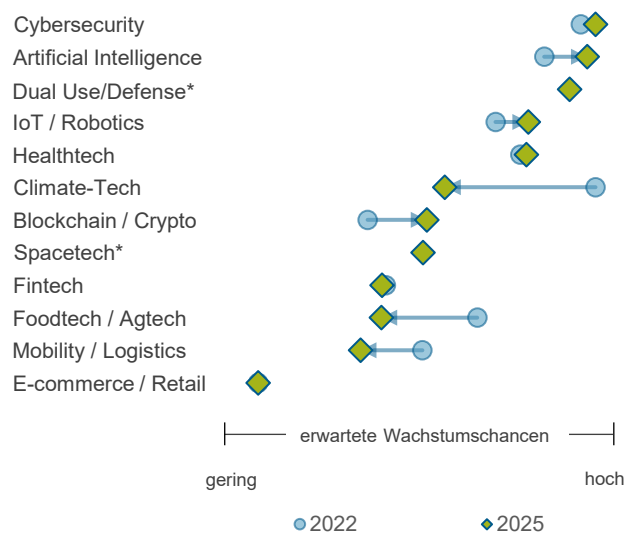 Cybersecurity
Artificial Intelligence
Dual Use/Defense*
IoT / Robotics
Healthtech
Climate-Tech
Blockchain / Crypto
Spacetech*
Fintech
Foodtech / Agtech
Mobility / Logistics
E-commerce / Retail
erwartete Wachstumschancen
gering hoch
2022 2025